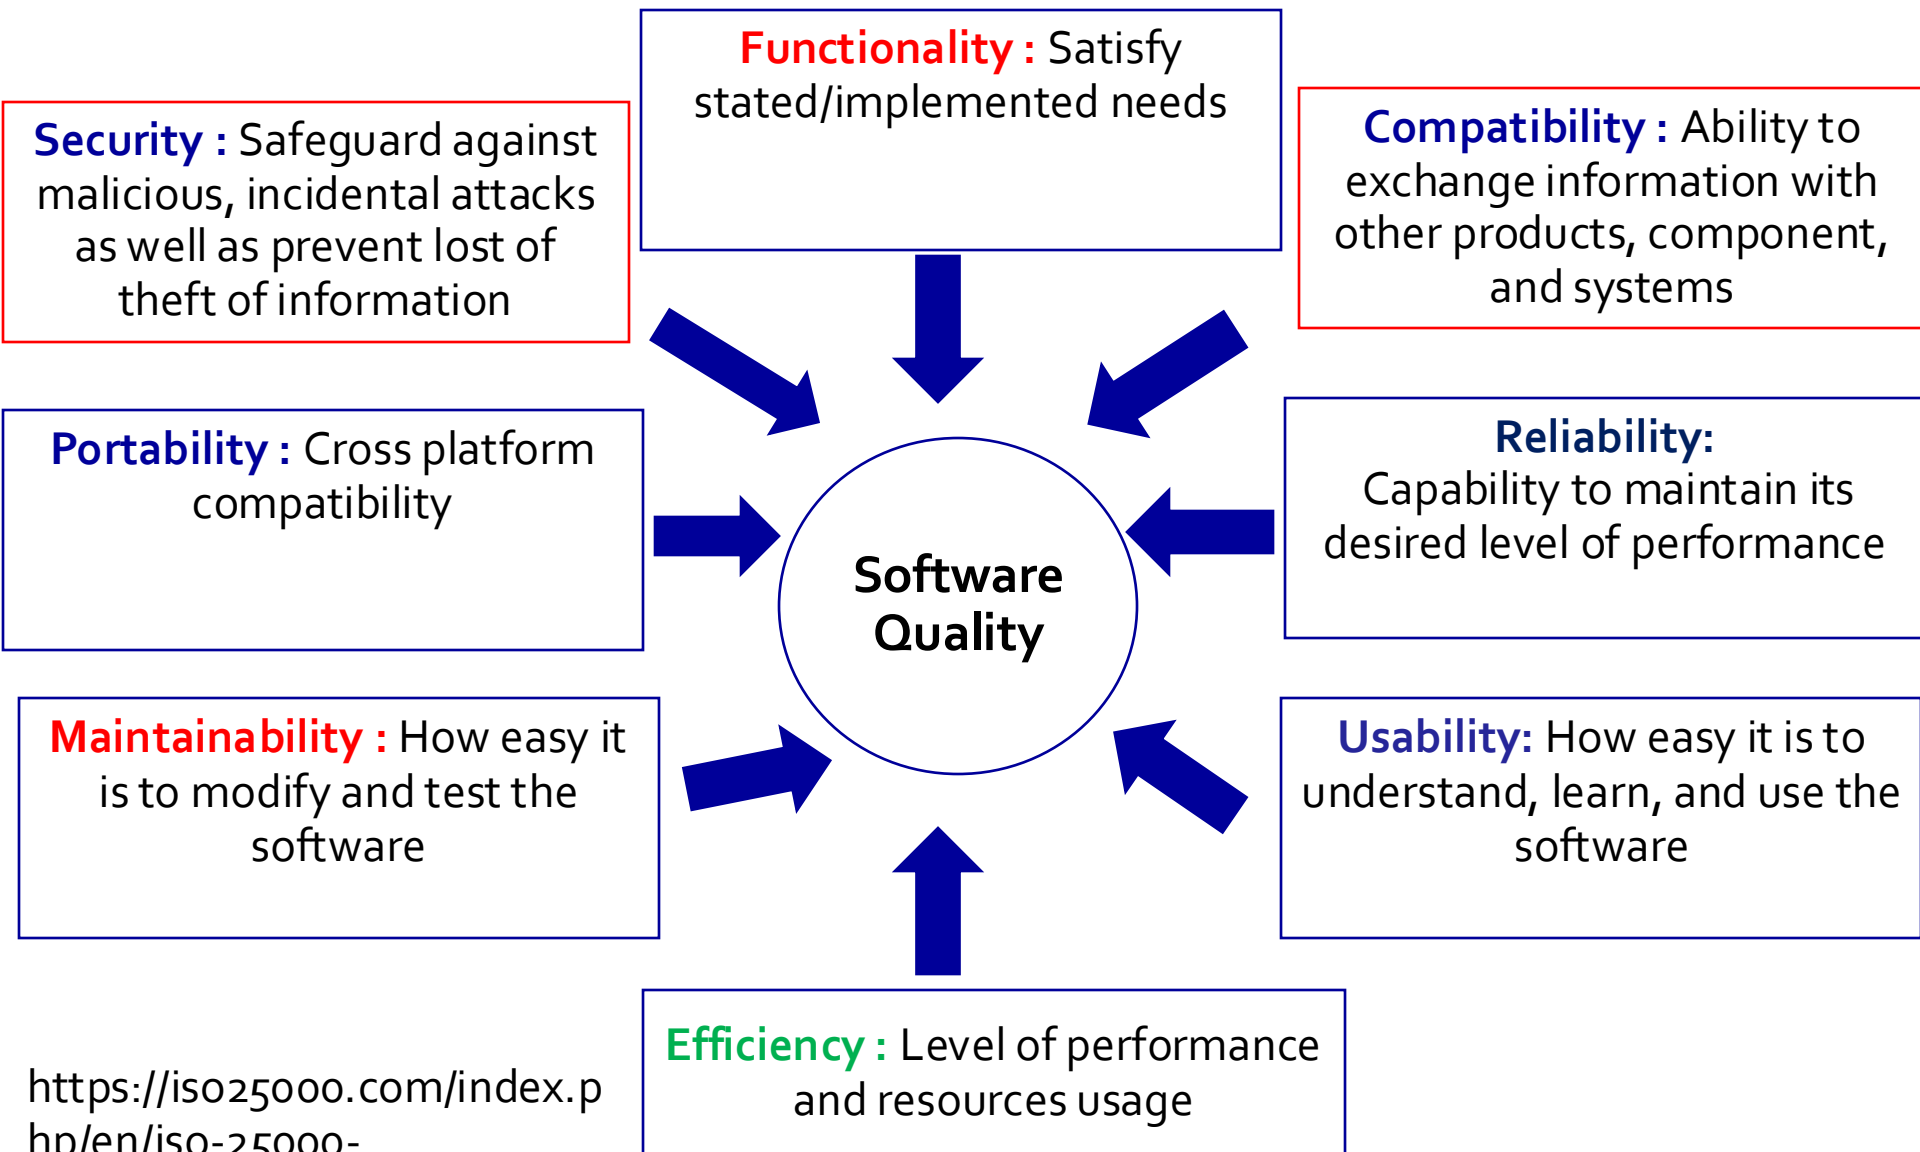 Functionality : Satisfy
stated/implemented needs
Security : Safeguard against
malicious, incidental attacks
as well as prevent lost of
theft of information
Compatibility : Ability to
exchange information with
other products, component,
and systems
Portability : Cross platform
compatibility
Reliability:
Capability to maintain its
desired level of performance
Software
Quality
Maintainability : How easy it
is to modify and test the
software
Usability: How easy it is to
understand, learn, and use the
software
Efficiency : Level of performance
and resources usage
https://iso25000.com/index.p
hp/en/iso-25000-